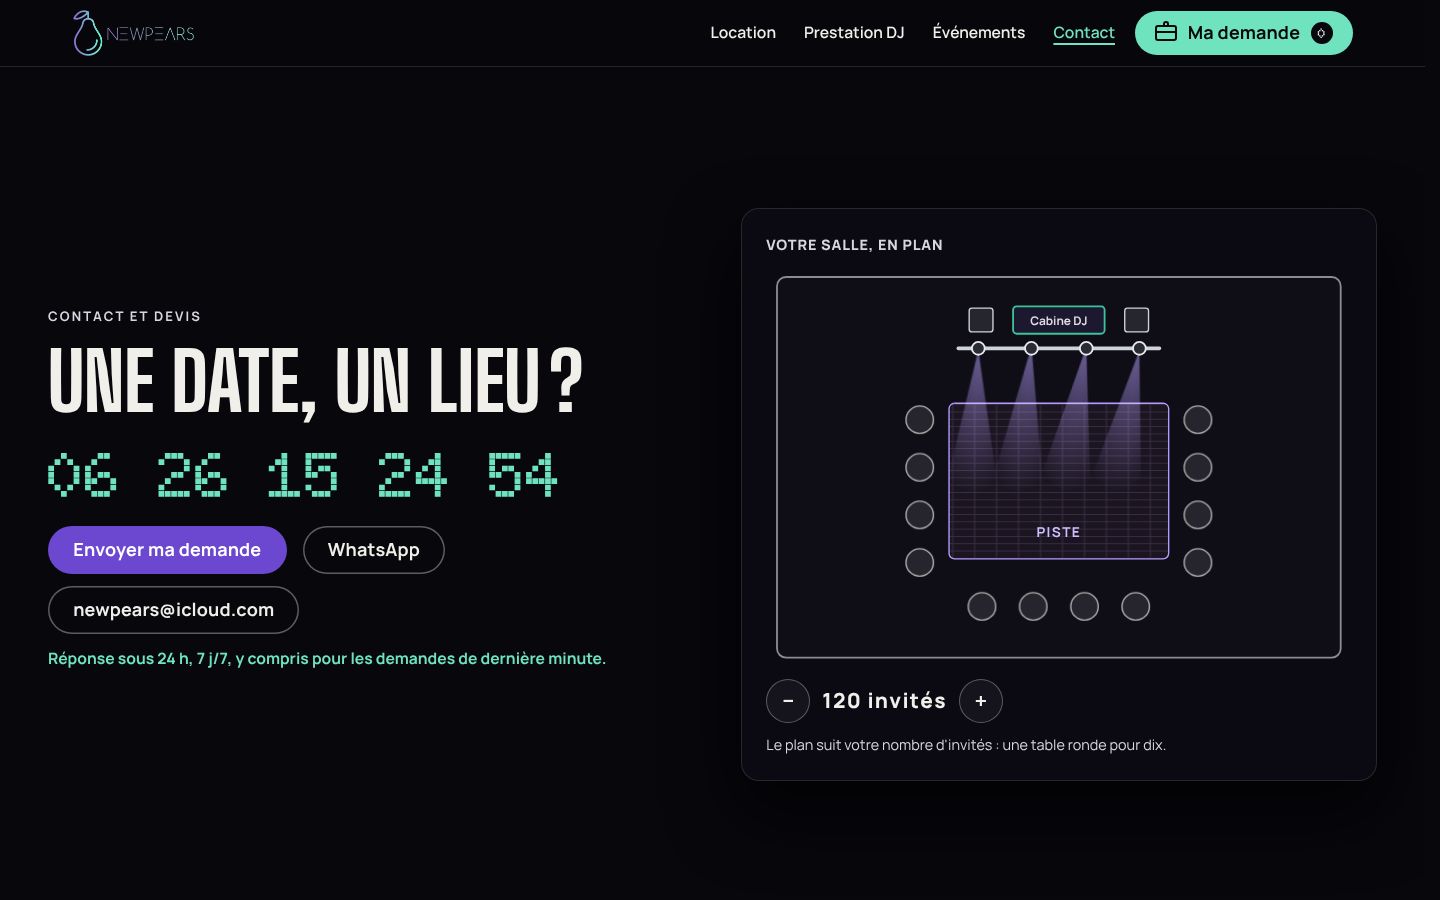 NEWPEARS
Location Prestation DJ Événements Contact Ma demande 0
CONTACT ET DEVIS
UNE DATE, UN LIEU ?
06 26 15 24 54
Envoyer ma demande WhatsApp
newpears@icloud.com
Réponse sous 24 h, 7 j/7, y compris pour les demandes de dernière minute.
VOTRE SALLE, EN PLAN
Cabine DJ
PISTE
− 120 invités +
Le plan suit votre nombre d'invités : une table ronde pour dix.